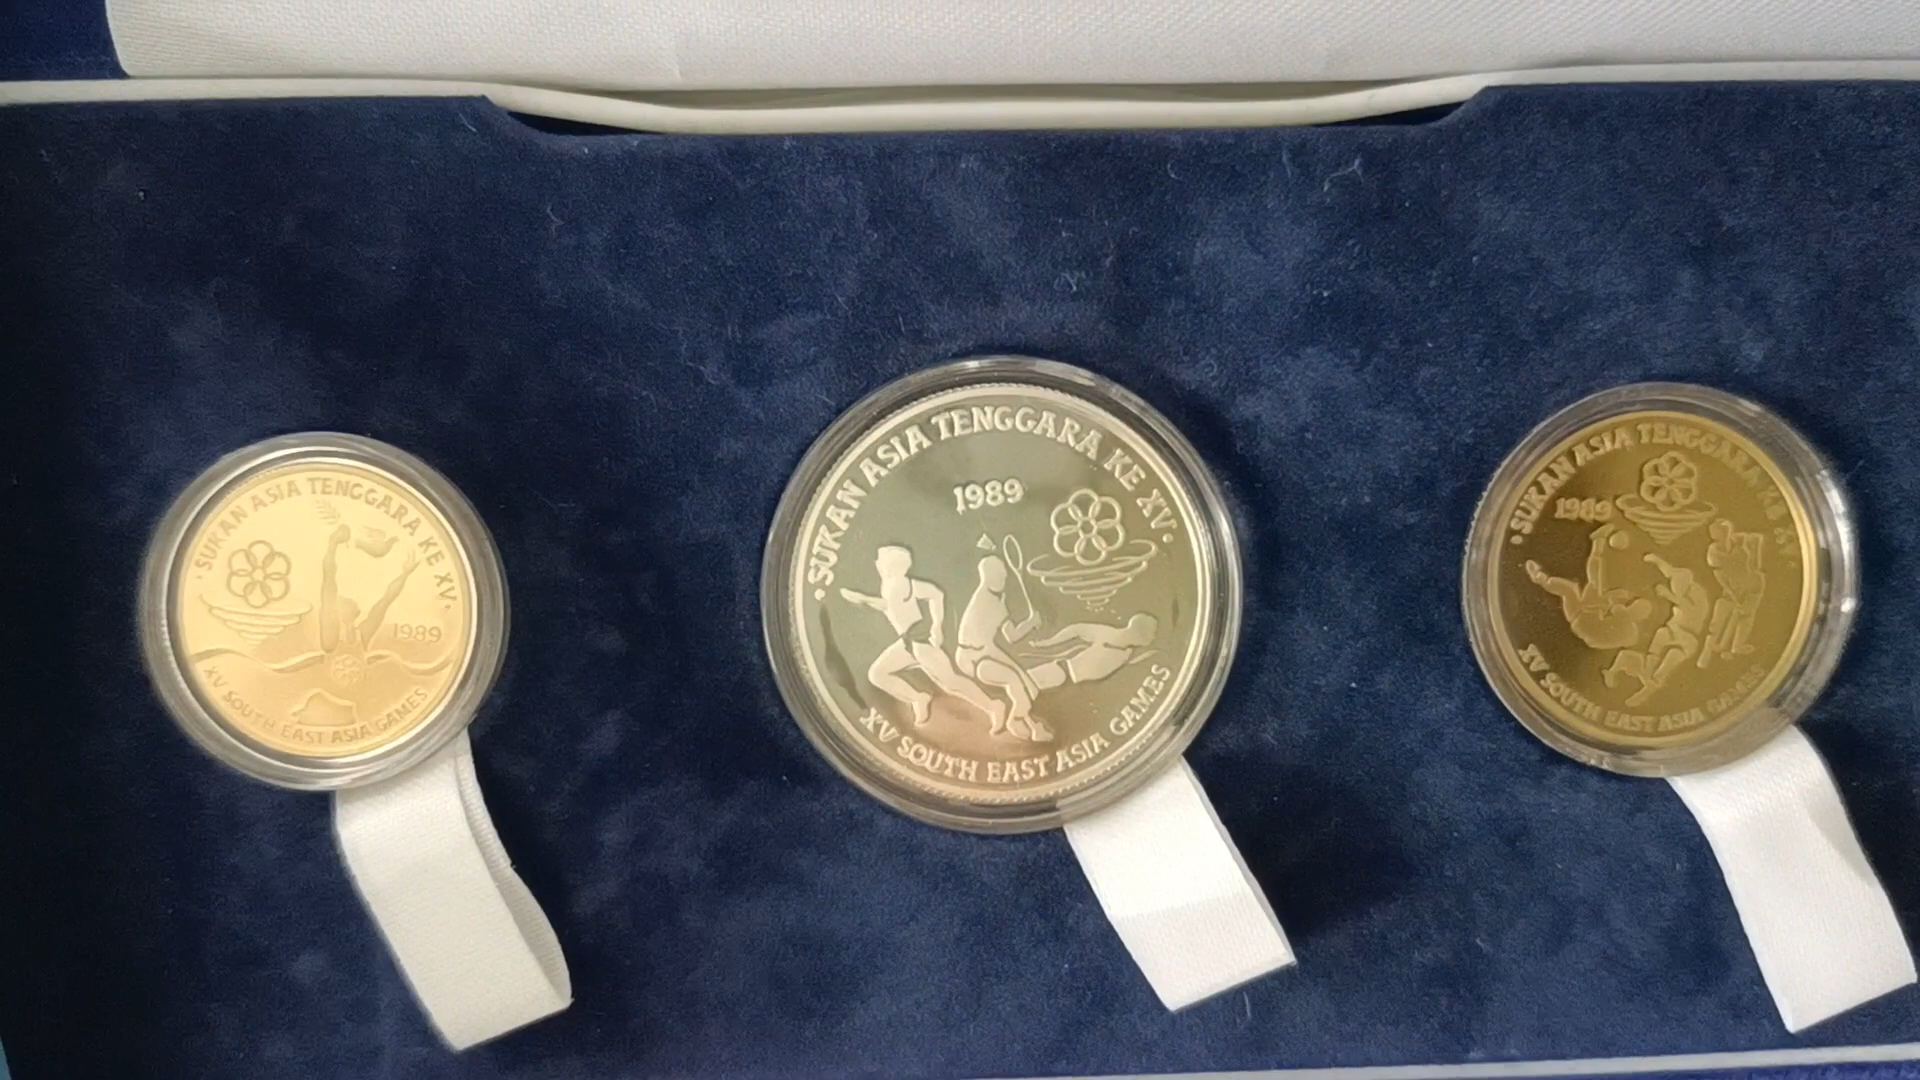 · SUKAN ASIA TENGGARA KE XV ·
1989
XV SOUTH EAST ASIA GAMES
· SUKAN ASIA TENGGARA KE XV ·
1989
XV SOUTH EAST ASIA GAMES
· SUKAN ASIA TENGGARA KE XV ·
1989
XV SOUTH EAST ASIA GAMES